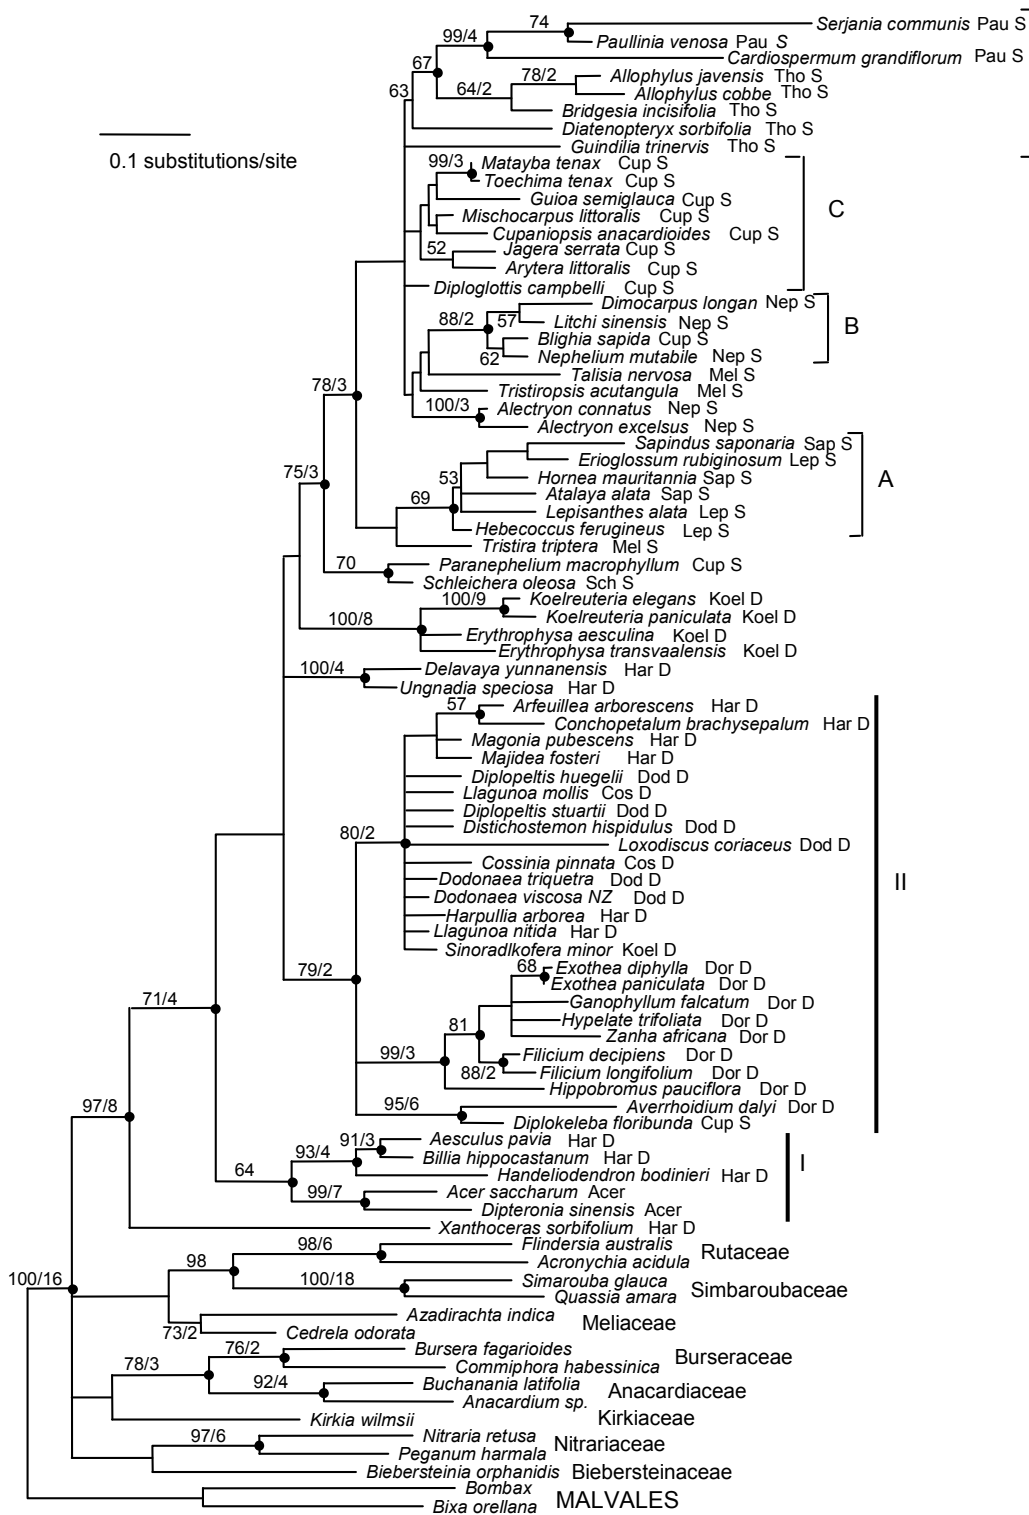 74
Serjania communis Pau S
99/4
Paullinia venosa Pau S
Cardiospermum grandiflorum Pau S
67
78/2
Allophylus javensis Tho S
63
64/2
Allophylus cobbe Tho S
Bridgesia incisifolia Tho S
Diatenopteryx sorbifolia Tho S
0.1 substitutions/site
Guindilia trinervis Tho S
99/3
Matayba tenax Cup S
Toechima tenax Cup S
Guioa semiglauca Cup S
C
Mischocarpus littoralis Cup S
Cupaniopsis anacardioides Cup S
52
Jagera serrata Cup S
Arytera littoralis Cup S
Diploglottis campbelli Cup S
Dimocarpus longan Nep S
88/2
57
Litchi sinensis Nep S
B
Blighia sapida Cup S
62
Nephelium mutabile Nep S
Talisia nervosa Mel S
78/3
Tristiropsis acutangula Mel S
100/3
Alectryon connatus Nep S
Alectryon excelsus Nep S
Sapindus saponaria Sap S
Erioglossum rubiginosum Lep S
75/3
53
Hornea mauritannia Sap S
A
69
Atalaya alata Sap S
Lepisanthes alata Lep S
Hebecoccus ferugineus Lep S
Tristira triptera Mel S
70
Paranephelium macrophyllum Cup S
Schleichera oleosa Sch S
100/9
Koelreuteria elegans Koel D
100/8
Koelreuteria paniculata Koel D
Erythrophysa aesculina Koel D
Erythrophysa transvaalensis Koel D
100/4
Delavaya yunnanensis Har D
Ungnadia speciosa Har D
57
Arfeuillea arborescens Har D
Conchopetalum brachysepalum Har D
Magonia pubescens Har D
Majidea fosteri Har D
Diplopeltis huegelii Dod D
Llagunoa mollis Cos D
Diplopeltis stuartii Dod D
80/2
Distichostemon hispidulus Dod D
Loxodiscus coriaceus Dod D
Cossinia pinnata Cos D
Dodonaea triquetra Dod D
II
Dodonaea viscosa NZ Dod D
Harpullia arborea Har D
Llagunoa nitida Har D
Sinoradlkofera minor Koel D
79/2
68
Exothea diphylla Dor D
Exothea paniculata Dor D
71/4
Ganophyllum falcatum Dor D
Hypelate trifoliata Dor D
81
Zanha africana Dor D
99/3
Filicium decipiens Dor D
88/2
Filicium longifolium Dor D
Hippobromus pauciflora Dor D
97/8
95/6
Averrhoidium dalyi Dor D
Diplokeleba floribunda Cup S
91/3
Aesculus pavia Har D
93/4
Billia hippocastanum Har D
64
Handeliodendron bodinieri Har D
I
99/7
Acer saccharum Acer
Dipteronia sinensis Acer
Xanthoceras sorbifolium Har D
98/6
Flindersia australis
Rutaceae
98
Acronychia acidula
100/16
100/18
Simarouba glauca
Simbaroubaceae
Quassia amara
Azadirachta indica
Meliaceae
73/2
Cedrela odorata
76/2
Bursera fagarioides
Burseraceae
78/3
Commiphora habessinica
92/4
Buchanania latifolia
Anacardiaceae
Anacardium sp.
Kirkia wilmsii
Kirkiaceae
97/6
Nitraria retusa
Nitrariaceae
Peganum harmala
Biebersteinia orphanidis Biebersteinaceae
Bombax
MALVALES
Bixa orellana